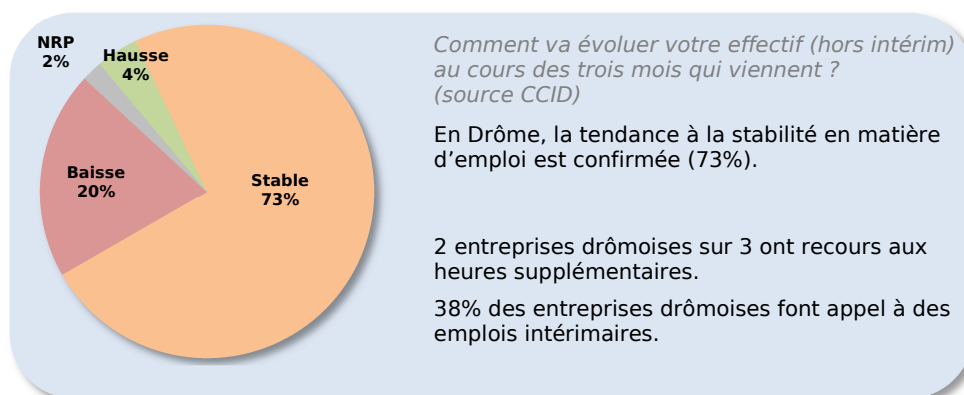 NRP
2%
Hausse
4%
Baisse
20%
Stable
73%
Comment va évoluer votre effectif (hors intérim)
au cours des trois mois qui viennent ?
(source CCID)
En Drôme, la tendance à la stabilité en matière
d’emploi est confirmée (73%).
2 entreprises drômoises sur 3 ont recours aux
heures supplémentaires.
38% des entreprises drômoises font appel à des
emplois intérimaires.